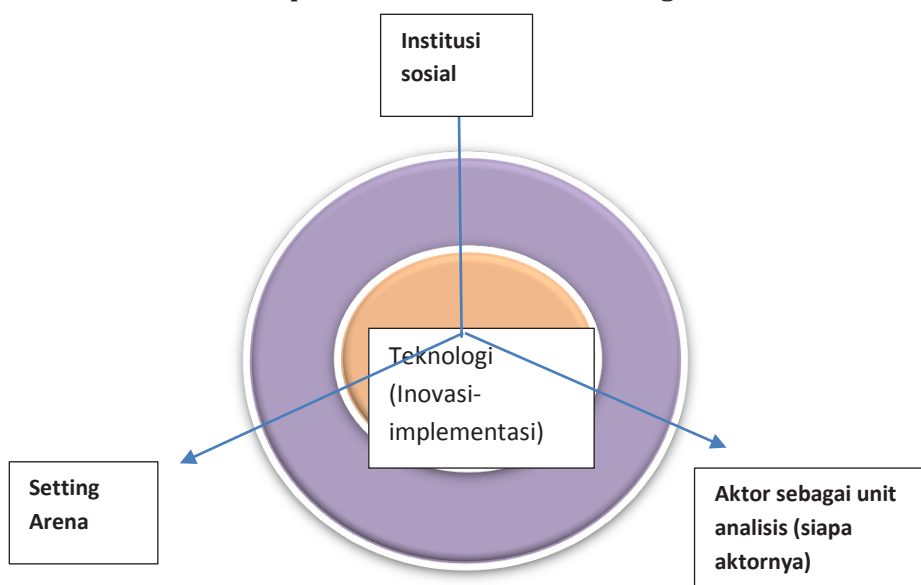 Institusi
sosial
Teknologi
(Inovasi-
implementasi)
Setting
Arena
Aktor sebagai unit
analisis (siapa
aktornya)